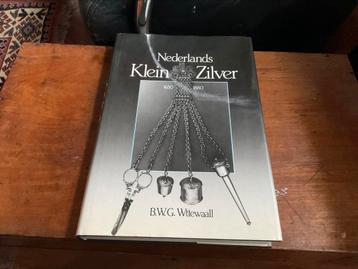 Nederlands
Klein Zilver
1650 1880
B.W.G. Wttewaall